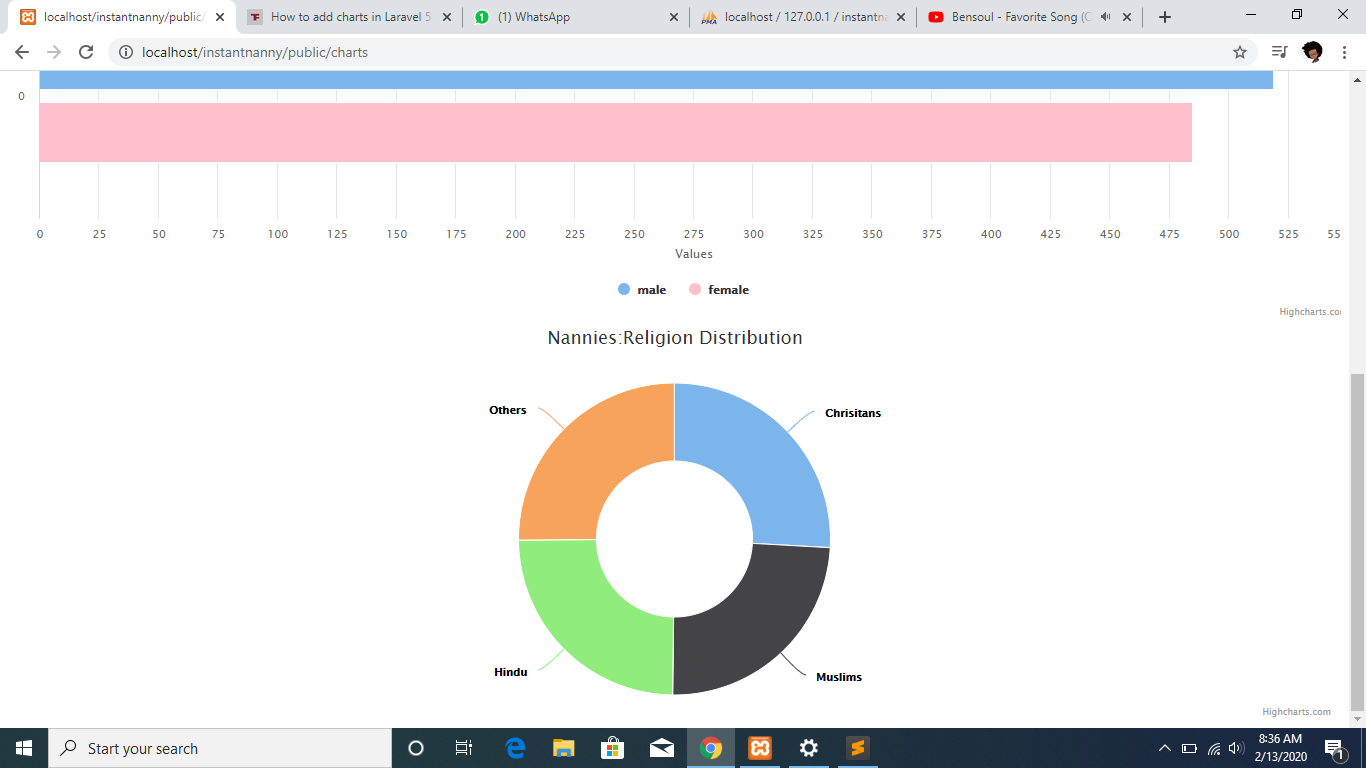 localhost/instantnanny/public/
How to add charts in Laravel 5
(1) WhatsApp
localhost / 127.0.0.1 / instantna
Bensoul - Favorite Song (O
localhost/instantnanny/public/charts
0
0 25 50 75 100 125 150 175 200 225 250 275 300 325 350 375 400 425 450 475 500 525 55
Values
male female
Highcharts.com
Nannies:Religion Distribution
Others
Chrisitans
Hindu
Muslims
Highcharts.com
Start your search
8:36 AM
2/13/2020
1